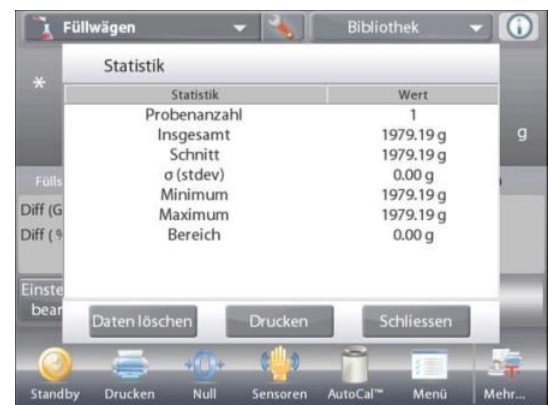 Füllwägen Bibliothek
Statistik
*
Statistik Wert
Probenanzahl 1
Insgesamt 1979.19 g
Schnitt 1979.19 g
σ (stdev) 0.00 g
Minimum 1979.19 g
Maximum 1979.19 g
Bereich 0.00 g
g
Fülls
Diff (G
Diff ( %
Einste
bear
Daten löschen Drucken Schliessen
Standby Drucken Null Sensoren AutoCal™ Menü Mehr...